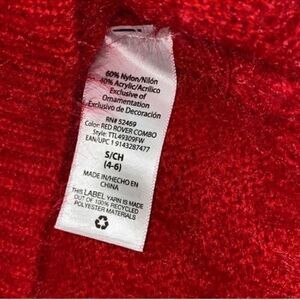 60% Nylon/Nilón
40% Acrylic/Acrílico
Exclusive of
Ornamentation
Exclusivo de Decoración
RN# 52469
Color: RED ROVER COMBO
Style: TTL49309FW
EAN/UPC 1 9143287477
S/CH
(4-6)
MADE IN/HECHO EN
CHINA
THIS LABEL YARN IS MADE
OUT OF 100% RECYCLED
POLYESTER MATERIALS